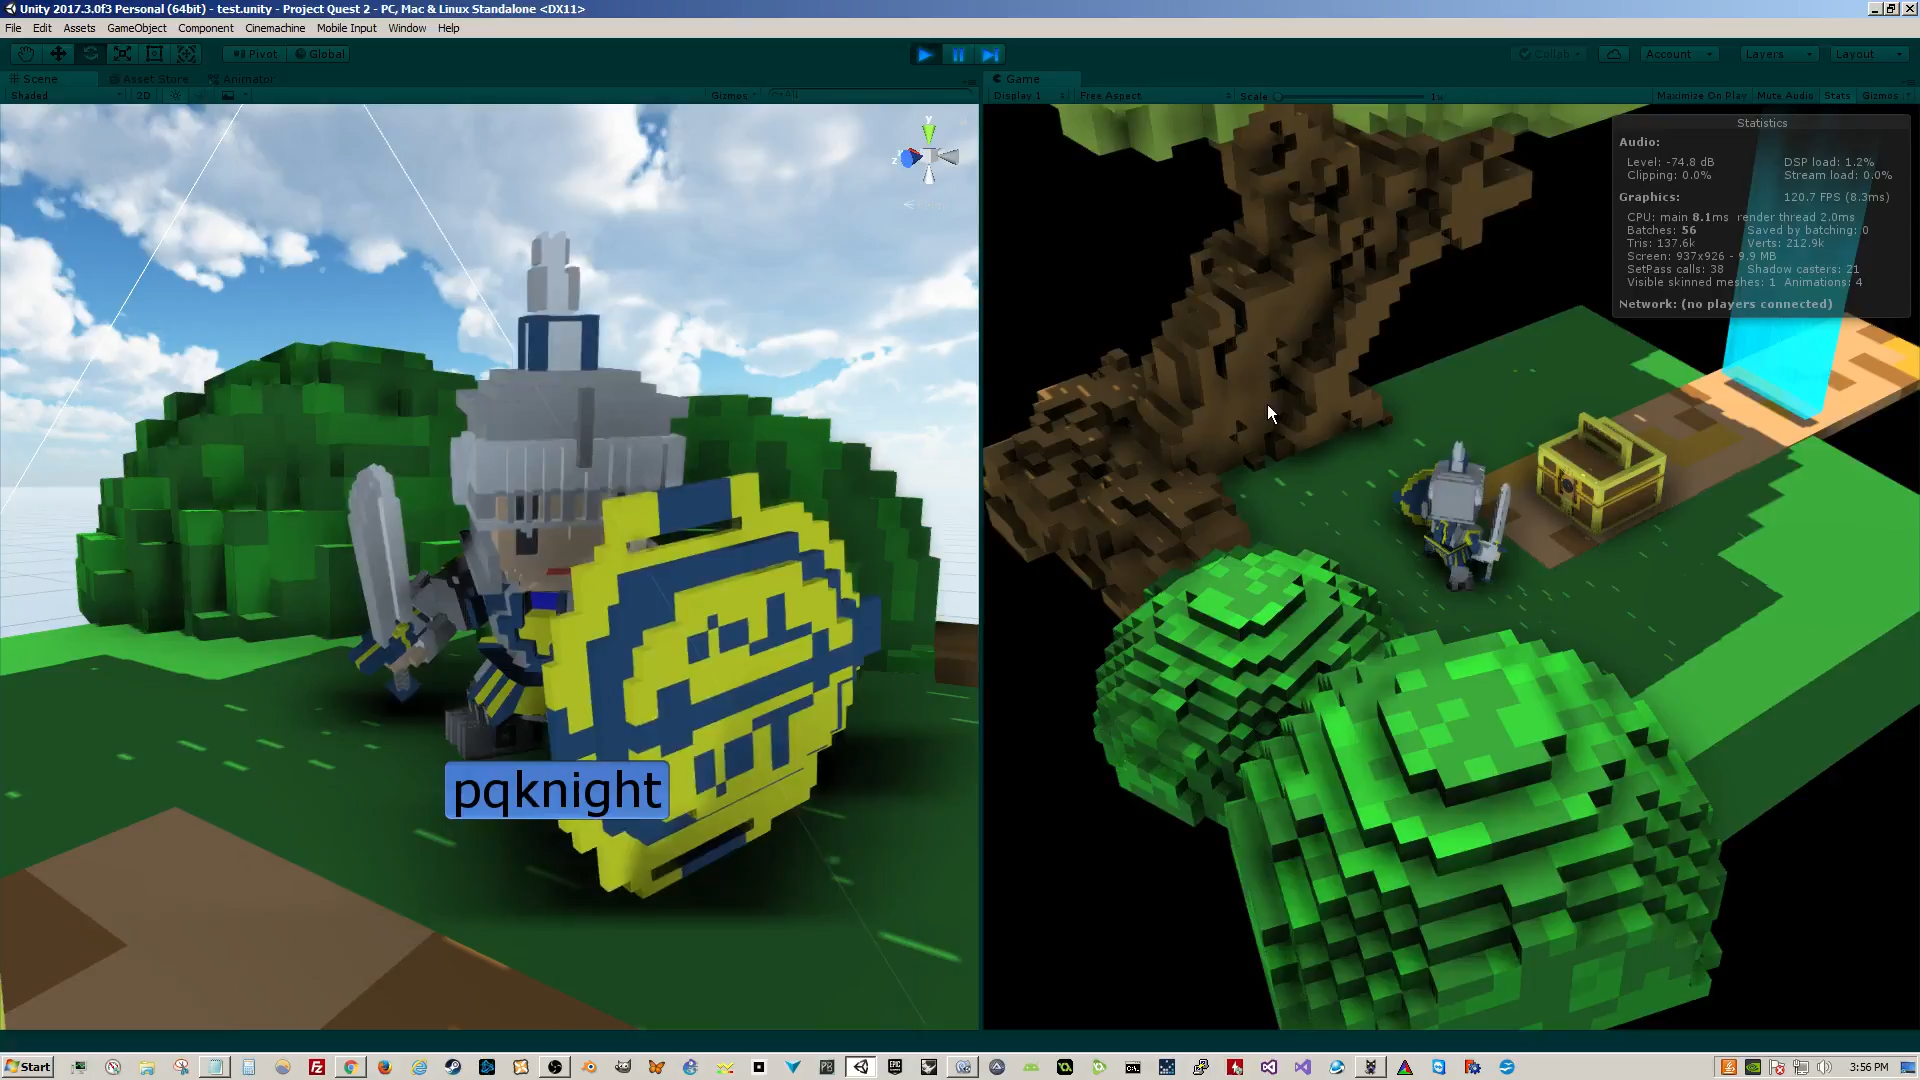 Unity 2017.3.0f3 Personal (64bit) - test.unity - Project Quest 2 - PC, Mac & Linux Standalone <DX11>
File Edit Assets GameObject Component Cinemachine Mobile Input Window Help
Pivot Global
Collab
Account
Layers
Layout
Scene Asset Store Animator
Game
Shaded 2D Gizmos
Display 1 Free Aspect Scale 1x Maximize On Play Mute Audio Stats Gizmos
Statistics
Audio:
Level: -74.8 dB DSP load: 1.2%
Clipping: 0.0% Stream load: 0.0%
Graphics: 120.7 FPS (8.3ms)
CPU: main 8.1ms render thread 2.0ms
Batches: 56 Saved by batching: 0
Tris: 137.6k Verts: 212.9k
Screen: 937x926 - 9.9 MB
SetPass calls: 38 Shadow casters: 21
Visible skinned meshes: 1 Animations: 4
Network: (no players connected)
y
z
pqknight
Start
3:56 PM